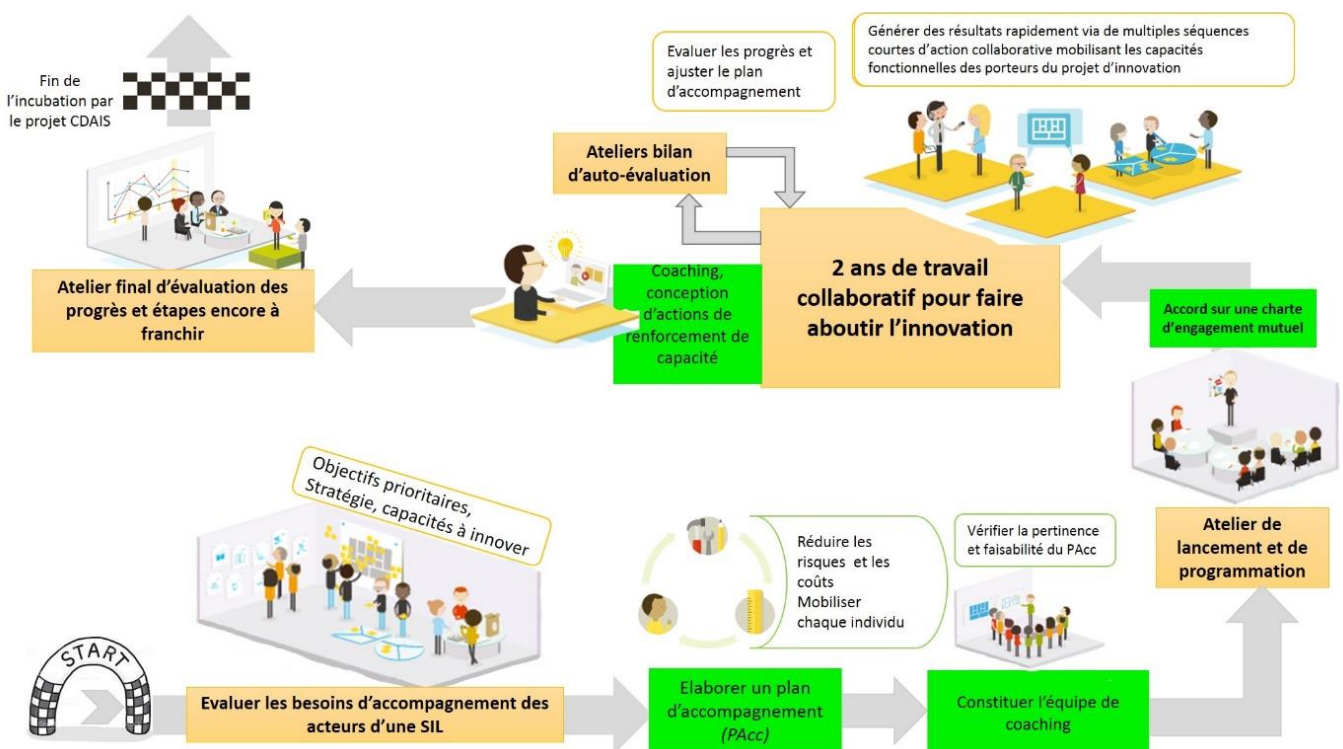 Fin de
l'incubation par
le projet CDAIS
Evaluer les progrès et
ajuster le plan
d'accompagnement
Générer des résultats rapidement via de multiples séquences
courtes d'action collaborative mobilisant les capacités
fonctionnelles des porteurs du projet d'innovation
Ateliers bilan
d'auto-évaluation
Atelier final d'évaluation des
progrès et étapes encore à
franchir
Coaching,
conception
d'actions de
renforcement de
capacité
2 ans de travail
collaboratif pour faire
aboutir l'innovation
Accord sur une charte
d'engagement mutuel
Atelier de
lancement et de
programmation
Objectifs prioritaires,
Stratégie, capacités à innover
Réduire les
risques et les
coûts
Mobiliser
chaque individu
Vérifier la pertinence
et faisabilité du PAcc
START
Evaluer les besoins d'accompagnement des
acteurs d'une SIL
Elaborer un plan
d'accompagnement
(PAcc)
Constituer l'équipe de
coaching